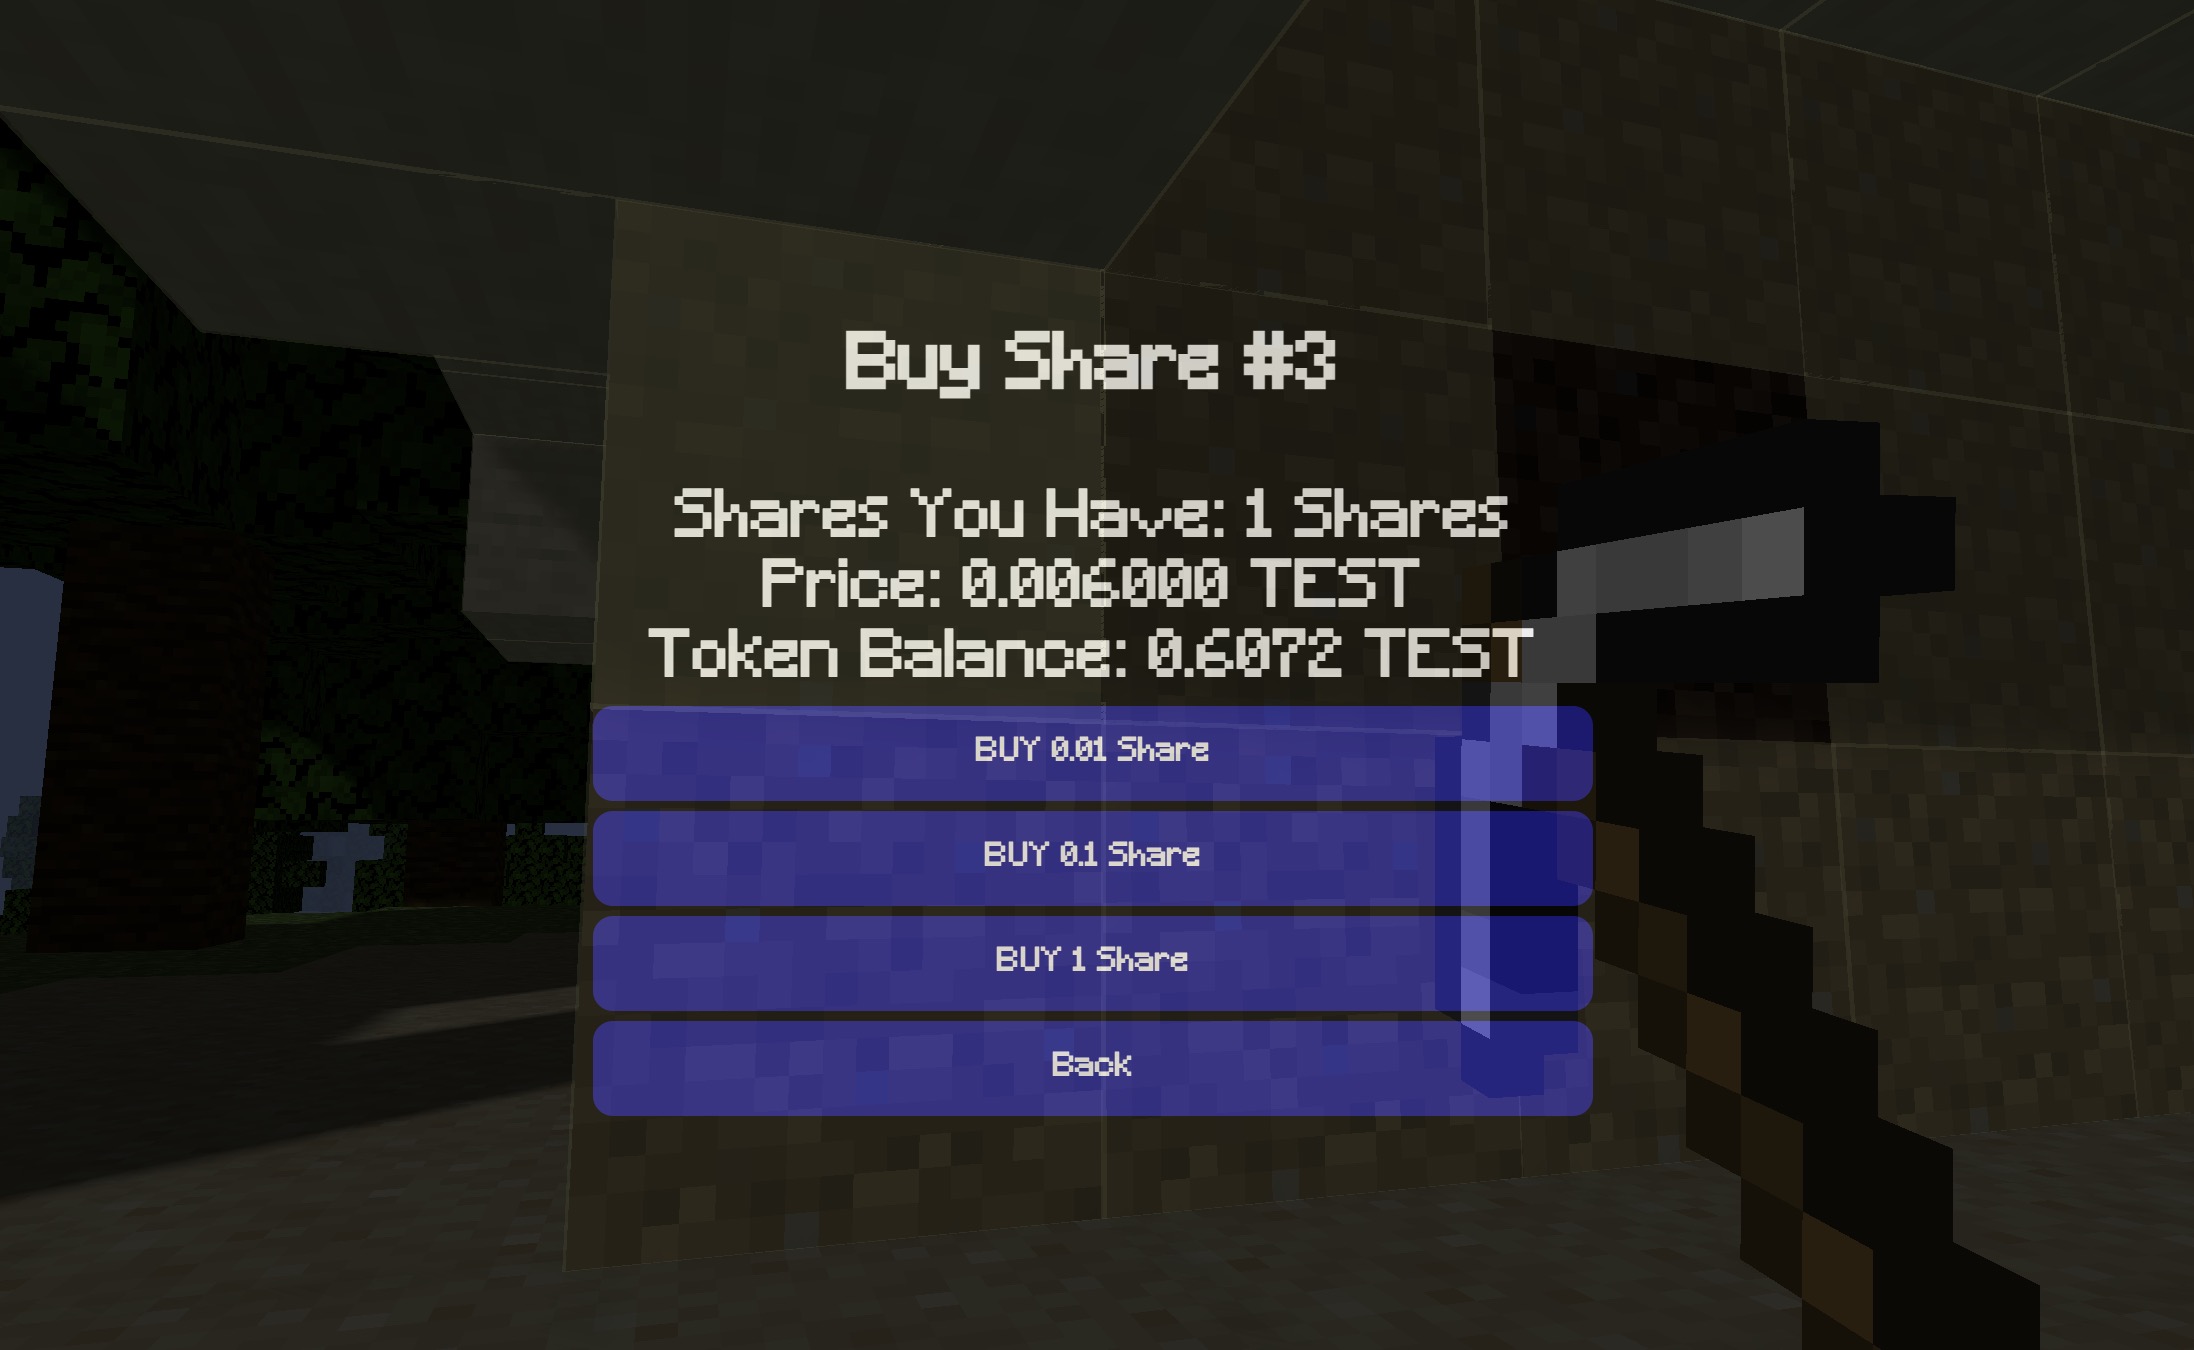 Buy Share #3
Shares You Have: 1 Shares
Price: 0.006000 TEST
Token Balance: 0.6072 TEST
BUY 0.01 Share
BUY 0.1 Share
BUY 1 Share
Back